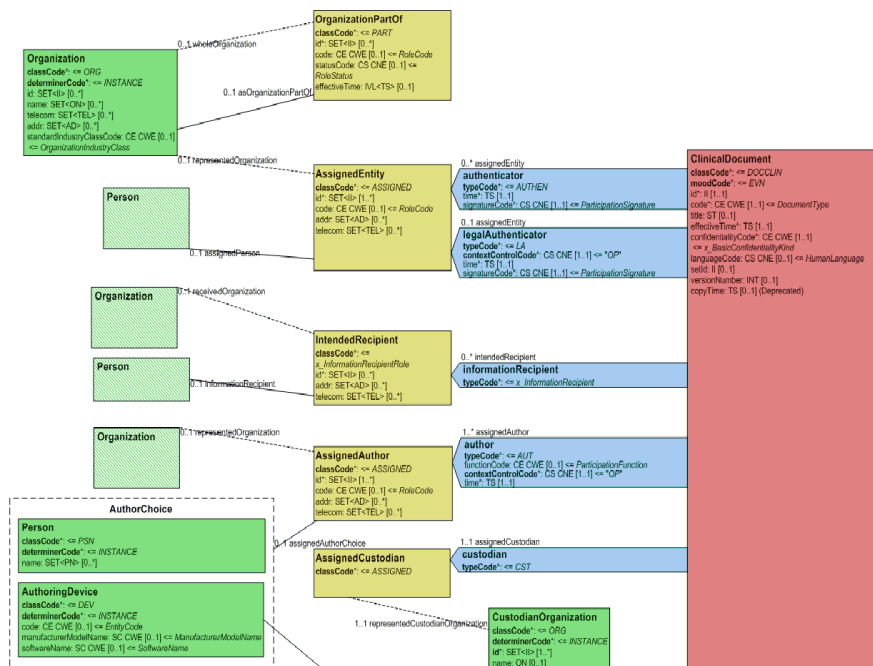 OrganizationPartOf
classCode*: <= PART
id*: SET<II> [0..*]
code: CE CWE [0..1] <= RoleCode
statusCode: CS CNE [0..1] <=
RoleStatus
effectiveTime: IVL<TS> [0..1]
0..1 wholeOrganization
Organization
classCode*: <= ORG
determinerCode*: <= INSTANCE
id: SET<II> [0..*]
name: SET<ON> [0..*]
telecom: SET<TEL> [0..*]
addr: SET<AD> [0..*]
standardIndustryClassCode: CE CWE [0..1]
<= OrganizationIndustryClass
0..1 asOrganizationPartOf
0..1 representedOrganization
AssignedEntity
classCode*: <= ASSIGNED
id*: SET<II> [1..*]
code: CE CWE [0..1] <= RoleCode
addr: SET<AD> [0..*]
telecom: SET<TEL> [0..*]
Person
0..1 assignedPerson
0..* assignedEntity
authenticator
typeCode*: <= AUTHEN
time*: TS [1..1]
signatureCode*: CS CNE [1..1] <= ParticipationSignature
0..1 assignedEntity
legalAuthenticator
typeCode*: <= LA
contextControlCode*: CS CNE [1..1] <= "OP"
time*: TS [1..1]
signatureCode*: CS CNE [1..1] <= ParticipationSignature
ClinicalDocument
classCode*: <= DOCCLIN
moodCode*: <= EVN
id*: II [1..1]
code*: CE CWE [1..1] <= DocumentType
title: ST [0..1]
effectiveTime*: TS [1..1]
confidentialityCode*: CE CWE [1..1]
<= x_BasicConfidentialityKind
languageCode: CS CNE [0..1] <= HumanLanguage
setId: II [0..1]
versionNumber: INT [0..1]
copyTime: TS [0..1] (Deprecated)
0..1 receivedOrganization
Organization
IntendedRecipient
classCode*: <=
x_InformationRecipientRole
id*: SET<II> [0..*]
addr: SET<AD> [0..*]
telecom: SET<TEL> [0..*]
Person
0..1 informationRecipient
0..* intendedRecipient
informationRecipient
typeCode*: <= x_InformationRecipient
0..1 representedOrganization
Organization
AssignedAuthor
classCode*: <= ASSIGNED
id*: SET<II> [1..*]
code: CE CWE [0..1] <= RoleCode
addr: SET<AD> [0..*]
telecom: SET<TEL> [0..*]
1..* assignedAuthor
author
typeCode*: <= AUT
functionCode: CE CWE [0..1] <= ParticipationFunction
contextControlCode*: CS CNE [1..1] <= "OP"
time*: TS [1..1]
AuthorChoice
Person
classCode*: <= PSN
determinerCode*: <= INSTANCE
name: SET<PN> [0..*]
0..1 assignedAuthorChoice
AuthoringDevice
classCode*: <= DEV
determinerCode*: <= INSTANCE
code: CE CWE [0..1] <= EntityCode
manufacturerModelName: SC CWE [0..1] <= ManufacturerModelName
softwareName: SC CWE [0..1] <= SoftwareName
AssignedCustodian
classCode*: <= ASSIGNED
1..1 assignedCustodian
custodian
typeCode*: <= CST
1..1 representedCustodianOrganization
CustodianOrganization
classCode*: <= ORG
determinerCode*: <= INSTANCE
id*: SET<II> [1..*]
name: ON [0..1]